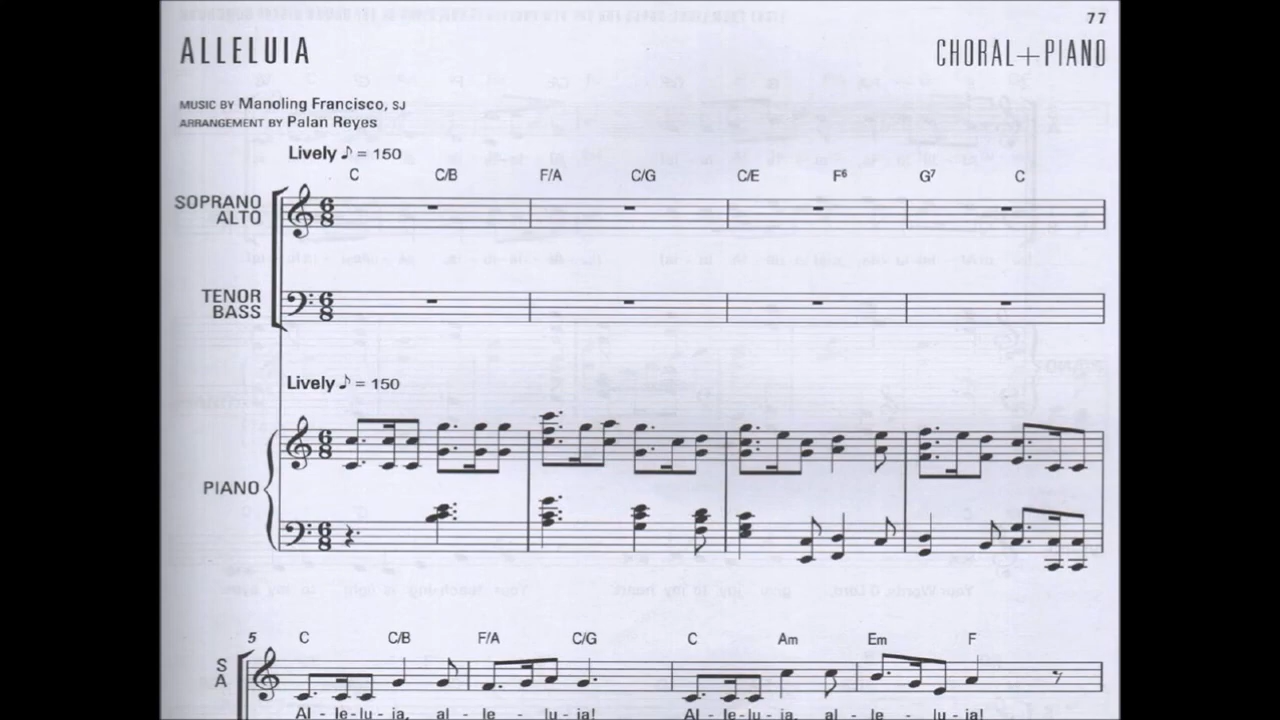 77
ALLELUIA
CHORAL+PIANO
MUSIC BY Manoling Francisco, SJ
ARRANGEMENT BY Palan Reyes
Lively ♪ = 150
C C/B F/A C/G C/E F⁶ G⁷ C
SOPRANO
ALTO
TENOR
BASS
Lively ♪ = 150
PIANO
5 C C/B F/A C/G C Am Em F
S
A
Al - le - lu - ia, al - le - lu - ia! Al - le - lu - ia, al - le - lu - ia!